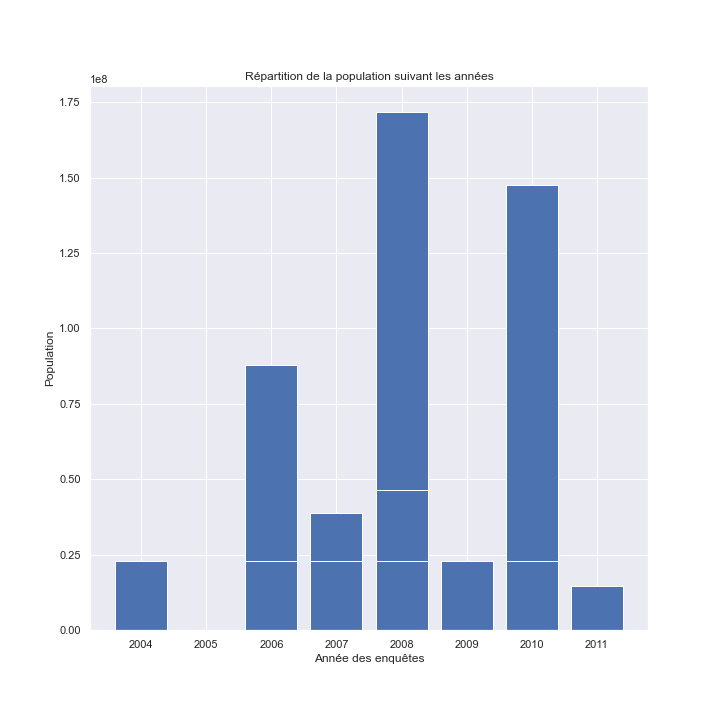 Répartition de la population suivant les années
1e8
1.75
1.50
1.25
1.00
0.75
0.50
0.25
0.00
Population
2004 2005 2006 2007 2008 2009 2010 2011
Année des enquêtes